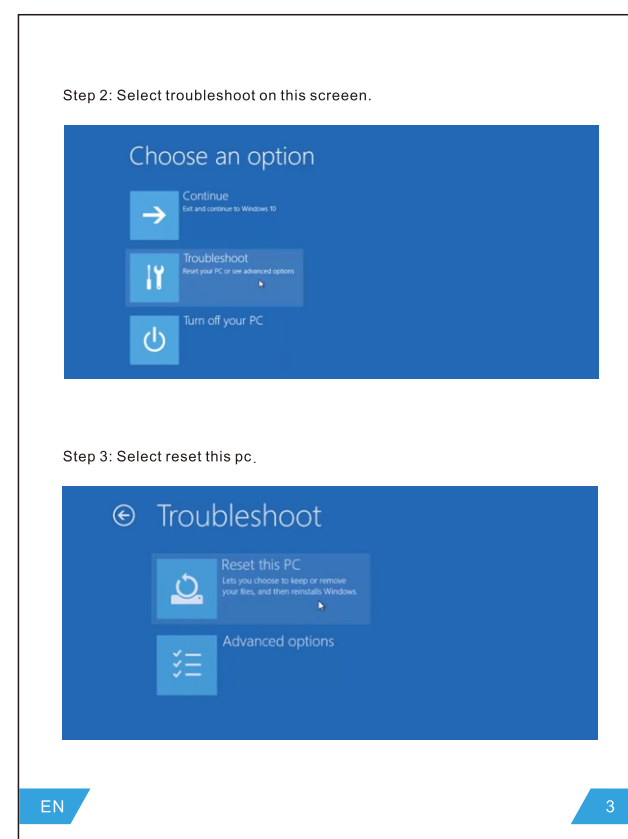 Step 2: Select troubleshoot on this screeen.
Choose an option
Continue
Exit and continue to Windows 10
Troubleshoot
Reset your PC or see advanced options
Turn off your PC
Step 3: Select reset this pc.
Troubleshoot
Reset this PC
Lets you choose to keep or remove
your files, and then reinstalls Windows.
Advanced options
EN
3